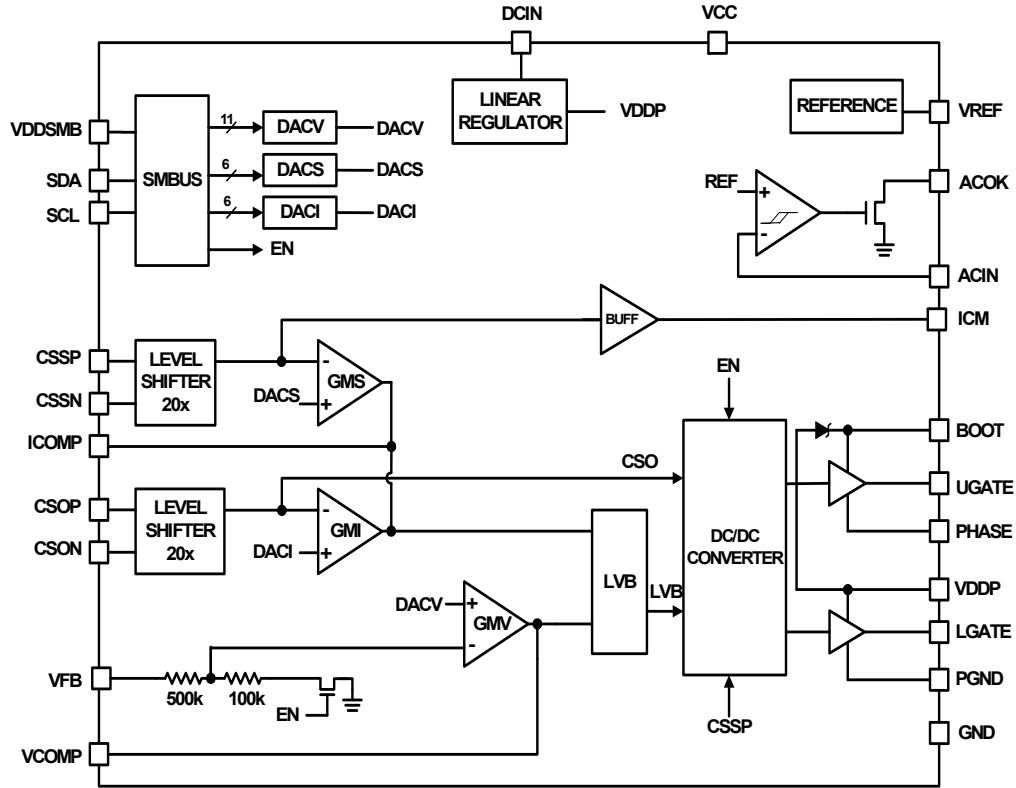 DCIN
VCC
VDDSMB
SDA
SCL
SMBUS
11
DACV
DACV
6
DACS
DACS
6
DACI
DACI
EN
LINEAR
REGULATOR
VDDP
REFERENCE
VREF
REF
+
-
ACOK
ACIN
BUFF
ICM
CSSP
CSSN
LEVEL
SHIFTER
20x
-
GMS
DACS
+
ICOMP
CSOP
CSON
LEVEL
SHIFTER
20x
-
GMI
DACI
+
CSO
EN
DC/DC
CONVERTER
CSSP
LVB
LVB
BOOT
UGATE
PHASE
VDDP
LGATE
PGND
GND
DACV
+
GMV
-
VFB
500k
100k
EN
VCOMP